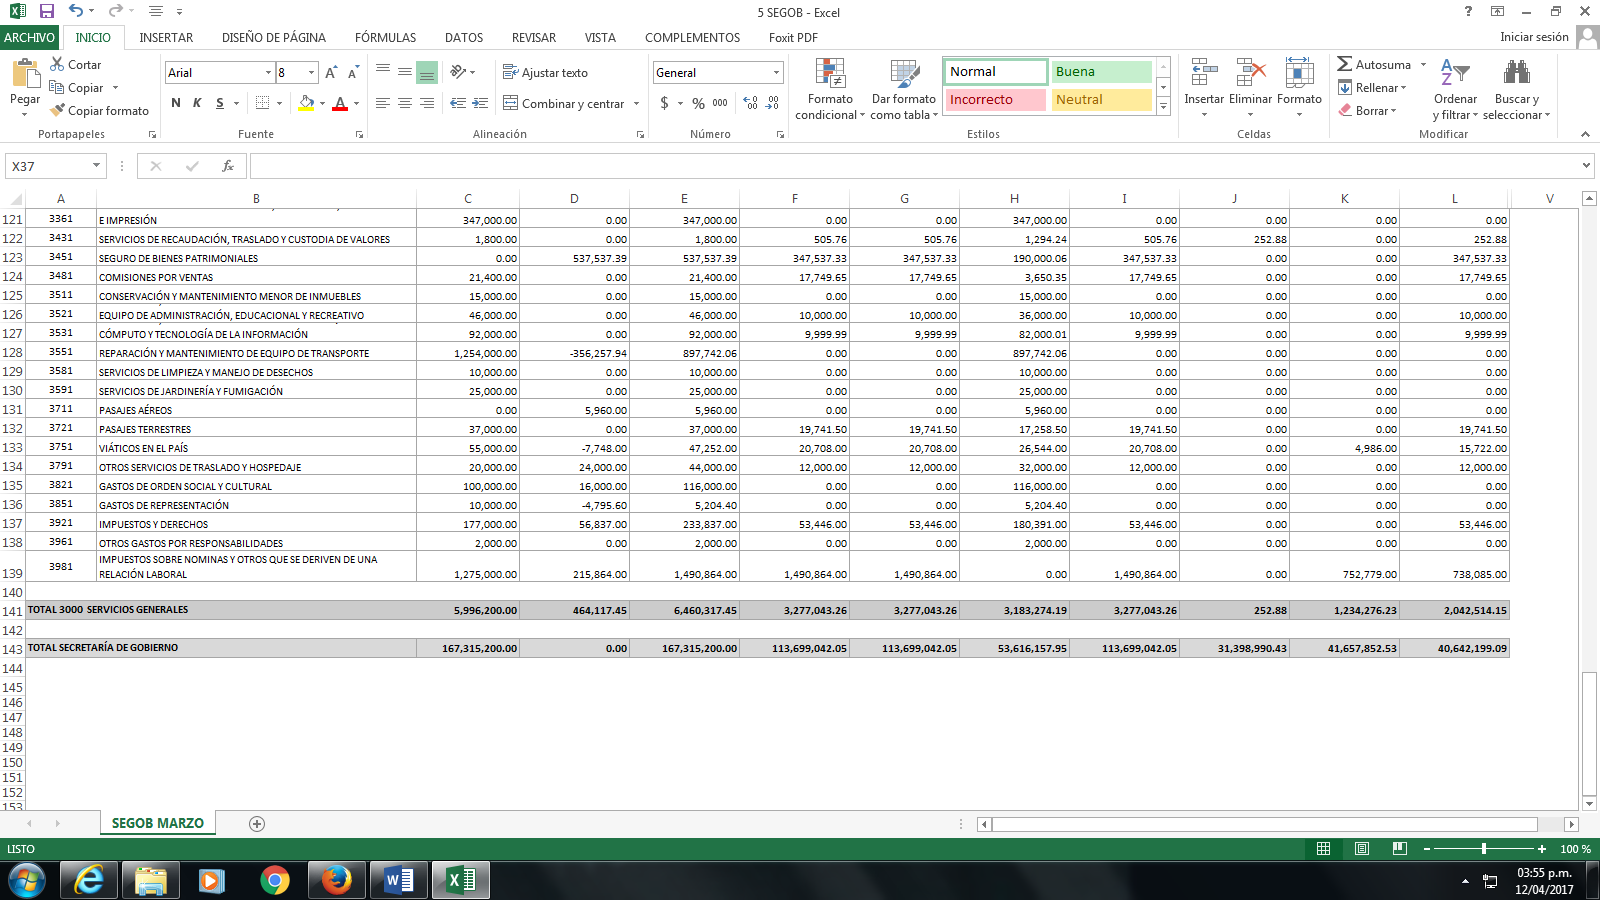 5 SEGOB - Excel
ARCHIVO INICIO INSERTAR DISEÑO DE PÁGINA FÓRMULAS DATOS REVISAR VISTA COMPLEMENTOS Foxit PDF Iniciar sesión
Pegar Cortar Copiar Copiar formato
Arial 8
N K S
Ajustar texto
Combinar y centrar
General
$ % 000
Formato condicional Dar formato como tabla
Normal Buena
Incorrecto Neutral
Insertar Eliminar Formato
Autosuma
Rellenar
Borrar
Ordenar y filtrar Buscar y seleccionar
Portapapeles Fuente Alineación Número Estilos Celdas Modificar
X37 fx
A B C D E F G H I J K L V
121 3361 E IMPRESIÓN 347,000.00 0.00 347,000.00 0.00 0.00 347,000.00 0.00 0.00 0.00 0.00
122 3431 SERVICIOS DE RECAUDACIÓN, TRASLADO Y CUSTODIA DE VALORES 1,800.00 0.00 1,800.00 505.76 505.76 1,294.24 505.76 252.88 0.00 252.88
123 3451 SEGURO DE BIENES PATRIMONIALES 0.00 537,537.39 537,537.39 347,537.33 347,537.33 190,000.06 347,537.33 0.00 0.00 347,537.33
124 3481 COMISIONES POR VENTAS 21,400.00 0.00 21,400.00 17,749.65 17,749.65 3,650.35 17,749.65 0.00 0.00 17,749.65
125 3511 CONSERVACIÓN Y MANTENIMIENTO MENOR DE INMUEBLES 15,000.00 0.00 15,000.00 0.00 0.00 15,000.00 0.00 0.00 0.00 0.00
126 3521 EQUIPO DE ADMINISTRACIÓN, EDUCACIONAL Y RECREATIVO 46,000.00 0.00 46,000.00 10,000.00 10,000.00 36,000.00 10,000.00 0.00 0.00 10,000.00
127 3531 CÓMPUTO Y TECNOLOGÍA DE LA INFORMACIÓN 92,000.00 0.00 92,000.00 9,999.99 9,999.99 82,000.01 9,999.99 0.00 0.00 9,999.99
128 3551 REPARACIÓN Y MANTENIMIENTO DE EQUIPO DE TRANSPORTE 1,254,000.00 -356,257.94 897,742.06 0.00 0.00 897,742.06 0.00 0.00 0.00 0.00
129 3581 SERVICIOS DE LIMPIEZA Y MANEJO DE DESECHOS 10,000.00 0.00 10,000.00 0.00 0.00 10,000.00 0.00 0.00 0.00 0.00
130 3591 SERVICIOS DE JARDINERÍA Y FUMIGACIÓN 25,000.00 0.00 25,000.00 0.00 0.00 25,000.00 0.00 0.00 0.00 0.00
131 3711 PASAJES AÉREOS 0.00 5,960.00 5,960.00 0.00 0.00 5,960.00 0.00 0.00 0.00 0.00
132 3721 PASAJES TERRESTRES 37,000.00 0.00 37,000.00 19,741.50 19,741.50 17,258.50 19,741.50 0.00 0.00 19,741.50
133 3751 VIÁTICOS EN EL PAÍS 55,000.00 -7,748.00 47,252.00 20,708.00 20,708.00 26,544.00 20,708.00 0.00 4,986.00 15,722.00
134 3791 OTROS SERVICIOS DE TRASLADO Y HOSPEDAJE 20,000.00 24,000.00 44,000.00 12,000.00 12,000.00 32,000.00 12,000.00 0.00 0.00 12,000.00
135 3821 GASTOS DE ORDEN SOCIAL Y CULTURAL 100,000.00 16,000.00 116,000.00 0.00 0.00 116,000.00 0.00 0.00 0.00 0.00
136 3851 GASTOS DE REPRESENTACIÓN 10,000.00 -4,795.60 5,204.40 0.00 0.00 5,204.40 0.00 0.00 0.00 0.00
137 3921 IMPUESTOS Y DERECHOS 177,000.00 56,837.00 233,837.00 53,446.00 53,446.00 180,391.00 53,446.00 0.00 0.00 53,446.00
138 3961 OTROS GASTOS POR RESPONSABILIDADES 2,000.00 0.00 2,000.00 0.00 0.00 2,000.00 0.00 0.00 0.00 0.00
3981 IMPUESTOS SOBRE NOMINAS Y OTROS QUE SE DERIVEN DE UNA
139 RELACIÓN LABORAL 1,275,000.00 215,864.00 1,490,864.00 1,490,864.00 1,490,864.00 0.00 1,490,864.00 0.00 752,779.00 738,085.00
140
141 TOTAL 3000 SERVICIOS GENERALES 5,996,200.00 464,117.45 6,460,317.45 3,277,043.26 3,277,043.26 3,183,274.19 3,277,043.26 252.88 1,234,276.23 2,042,514.15
142
143 TOTAL SECRETARÍA DE GOBIERNO 167,315,200.00 0.00 167,315,200.00 113,699,042.05 113,699,042.05 53,616,157.95 113,699,042.05 31,398,990.43 41,657,852.53 40,642,199.09
144
145
146
147
148
149
150
151
152
153
SEGOB MARZO
LISTO 100 %
03:55 p.m.
12/04/2017